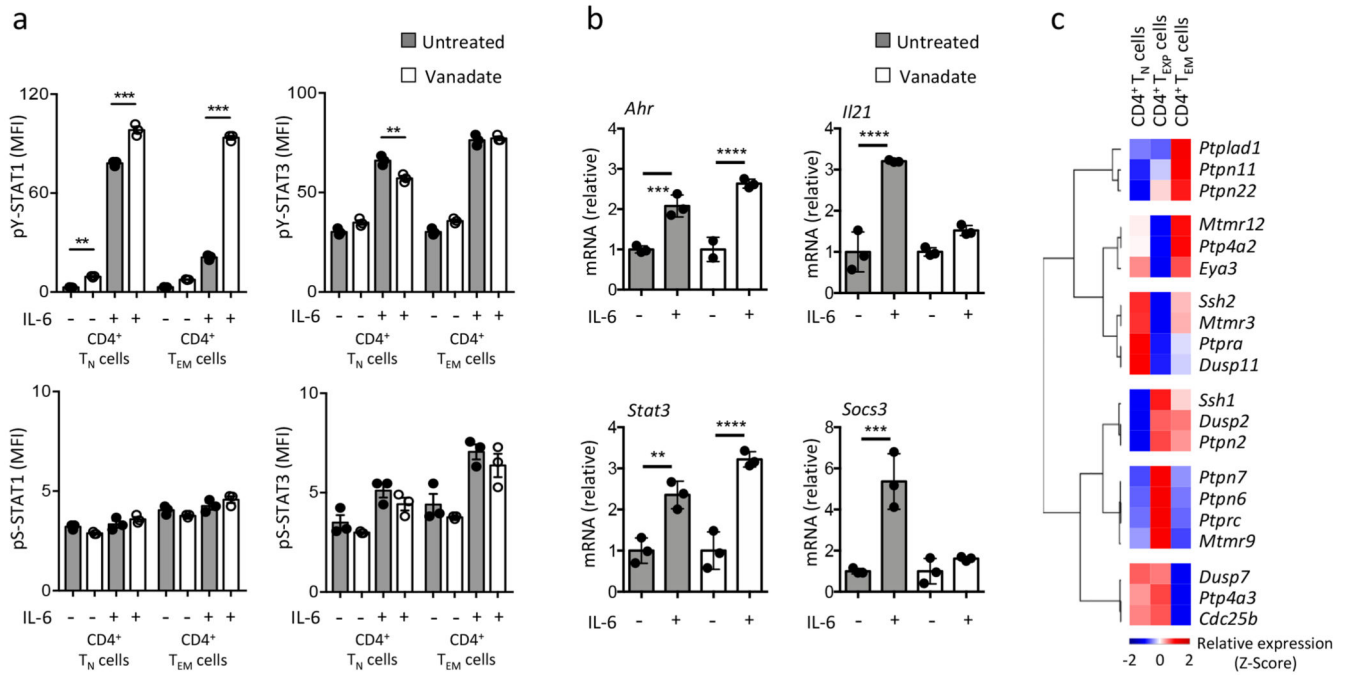 a
Untreated
Vanadate
pY-STAT1 (MFI)
120
60
0
**
***
***
IL-6 - - + + - - + +
CD4+ TN cells
CD4+ TEM cells
pY-STAT3 (MFI)
100
50
0
**
IL-6 - - + + - - + +
CD4+ TN cells
CD4+ TEM cells
pS-STAT1 (MFI)
10
5
0
IL-6 - - + + - - + +
CD4+ TN cells
CD4+ TEM cells
pS-STAT3 (MFI)
10
5
0
IL-6 - - + + - - + +
CD4+ TN cells
CD4+ TEM cells
b
Untreated
Vanadate
Ahr
mRNA (relative)
4
3
2
1
0
***
****
IL-6 - + - +
Il21
mRNA (relative)
4
2
0
****
- + - +
Stat3
mRNA (relative)
4
3
2
1
0
**
****
IL-6 - + - +
Socs3
mRNA (relative)
8
6
4
2
0
***
- + - +
c
CD4+TN cells
CD4+TEXP cells
CD4+TEM cells
Ptplad1
Ptpn11
Ptpn22
Mtmr12
Ptp4a2
Eya3
Ssh2
Mtmr3
Ptpra
Dusp11
Ssh1
Dusp2
Ptpn2
Ptpn7
Ptpn6
Ptprc
Mtmr9
Dusp7
Ptp4a3
Cdc25b
-2 0 2
Relative expression
(Z-Score)